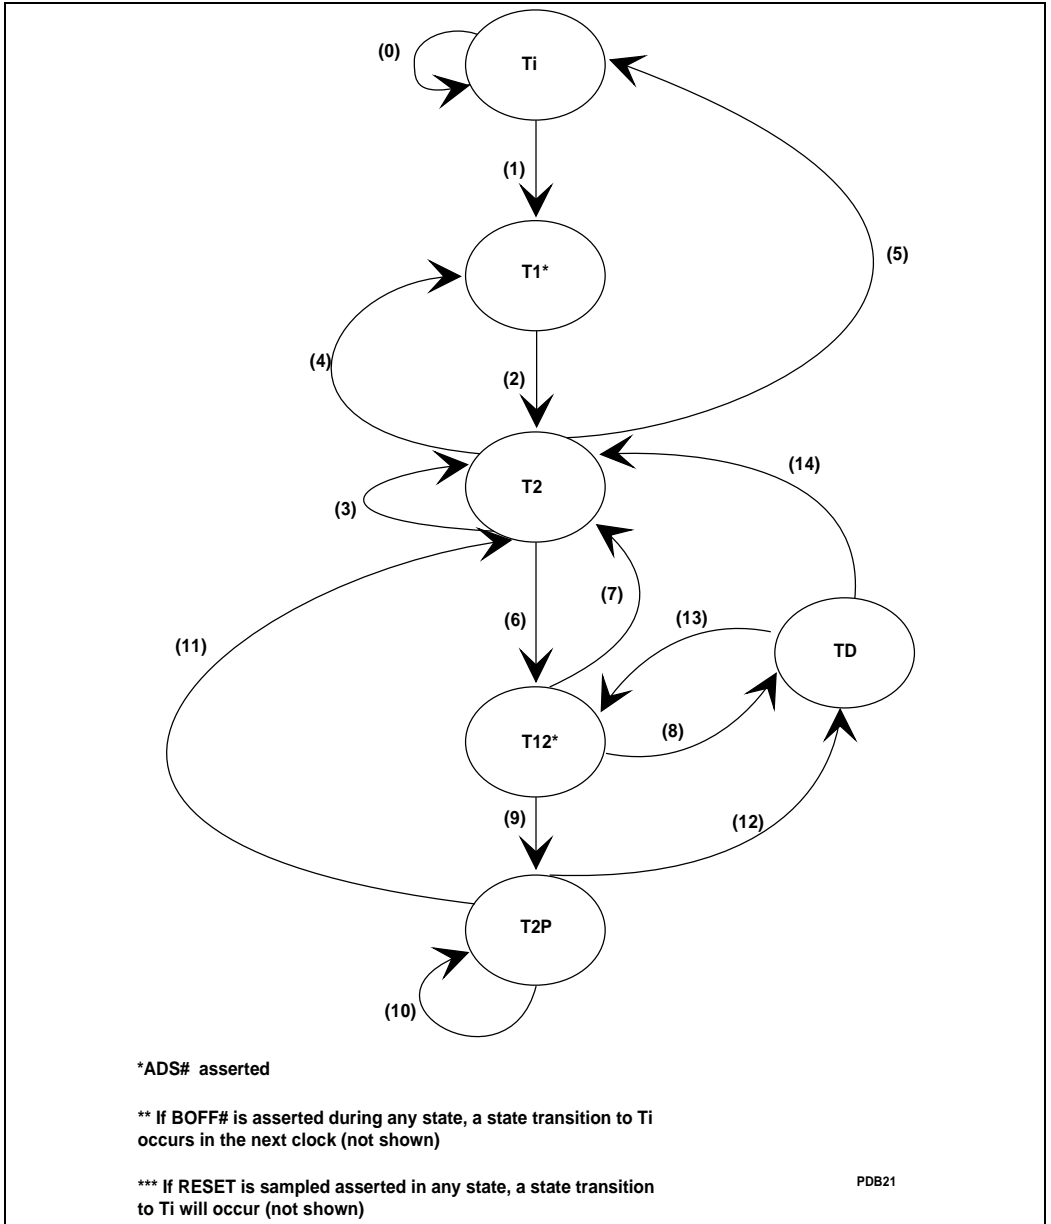 (0)
Ti
(1)
(5)
T1*
(4)
(2)
(14)
T2
(3)
(7)
(6)
(13)
(11)
TD
(8)
T12*
(9)
(12)
T2P
(10)
*ADS# asserted
** If BOFF# is asserted during any state, a state transition to Ti
occurs in the next clock (not shown)
*** If RESET is sampled asserted in any state, a state transition
to Ti will occur (not shown)
PDB21